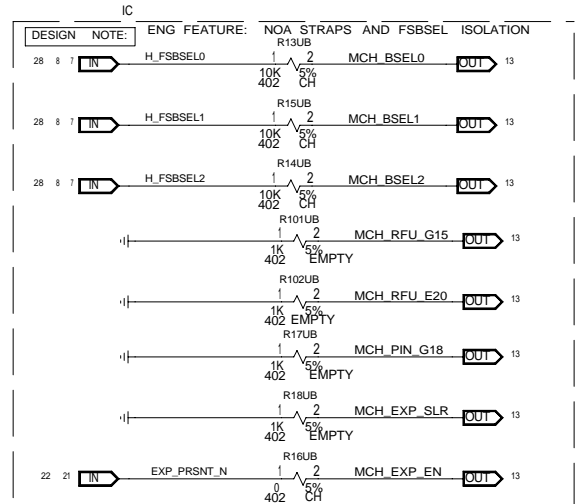 IC
DESIGN NOTE: ENG FEATURE: NOA STRAPS AND FSBSEL ISOLATION
R13UB
28 8 7 IN H_FSBSEL0 1 2 MCH_BSEL0 OUT 13
10K 5%
402 CH
R15UB
28 8 7 IN H_FSBSEL1 1 2 MCH_BSEL1 OUT 13
10K 5%
402 CH
R14UB
28 8 7 IN H_FSBSEL2 1 2 MCH_BSEL2 OUT 13
10K 5%
402 CH
R101UB
1 2 MCH_RFU_G15 OUT 13
1K 5%
402 EMPTY
R102UB
1 2 MCH_RFU_E20 OUT 13
1K 5%
402 EMPTY
R17UB
1 2 MCH_PIN_G18 OUT 13
1K 5%
402 EMPTY
R18UB
1 2 MCH_EXP_SLR OUT 13
1K 5%
402 EMPTY
R16UB
22 21 IN EXP_PRSNT_N 1 2 MCH_EXP_EN OUT 13
0 5%
402 CH